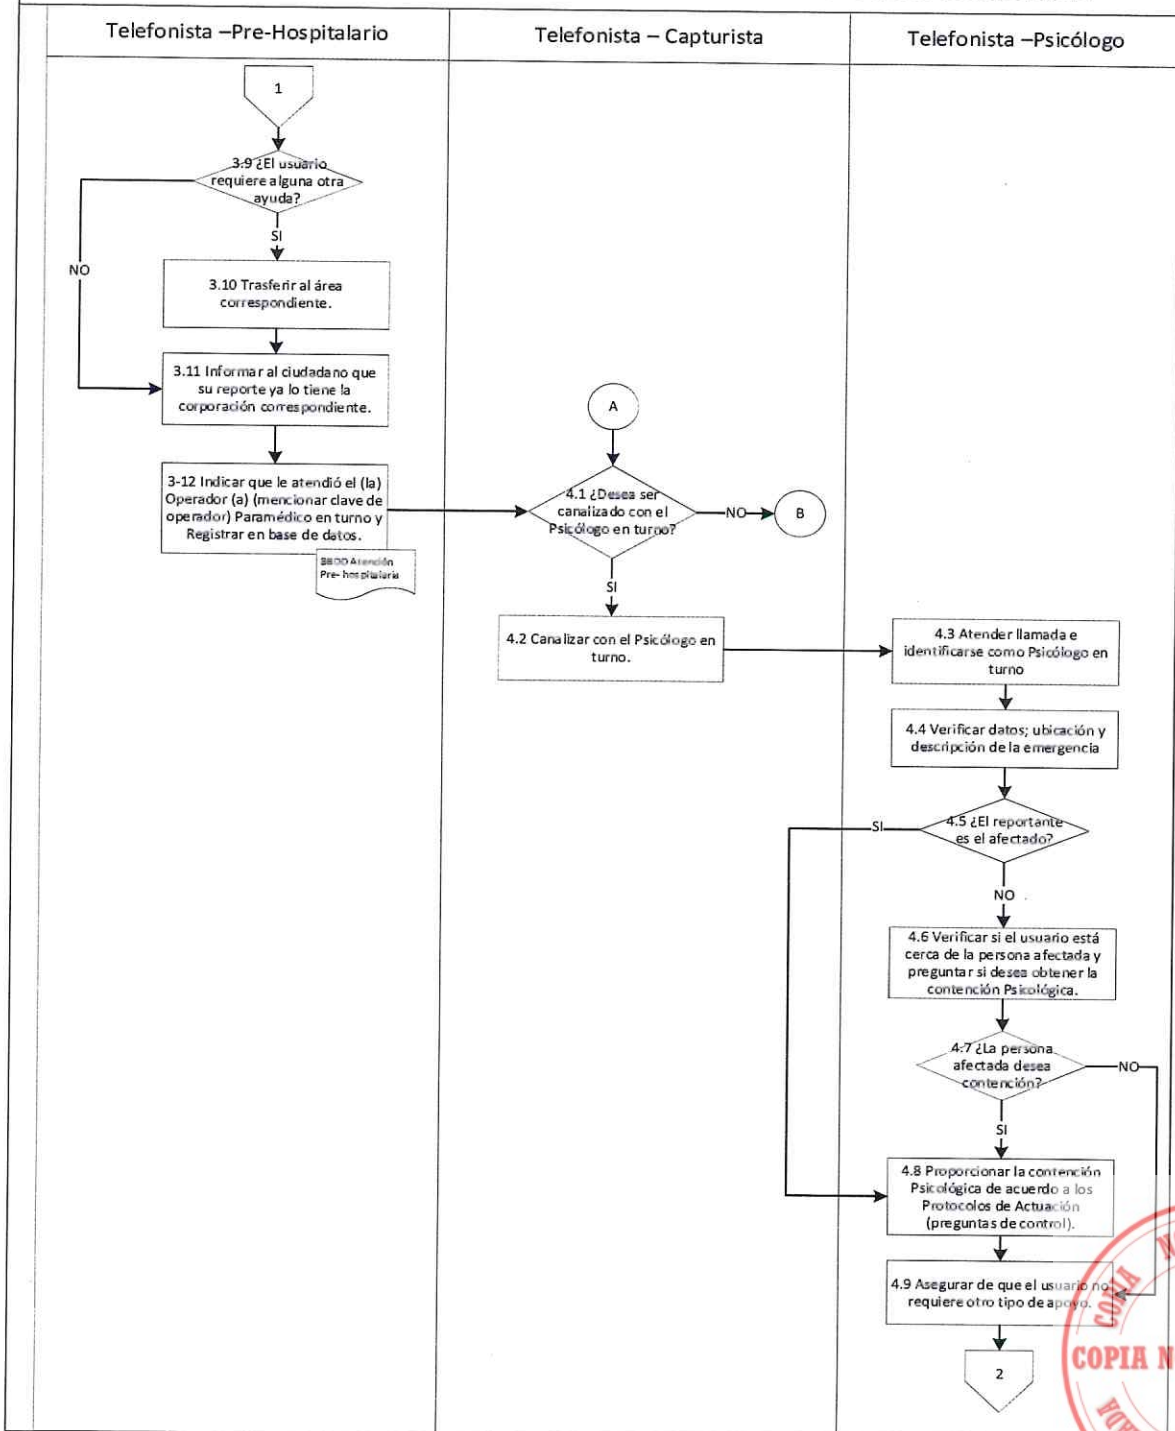 Telefonista –Pre-Hospitalario
Telefonista – Capturista
Telefonista –Psicólogo
1
3.9 ¿El usuario
requiere alguna otra
ayuda?
SI
NO
3.10 Trasferir al área
correspondiente.
3.11 Informar al ciudadano que
su reporte ya lo tiene la
corporación correspondiente.
3-12 Indicar que le atendió el (la)
Operador (a) (mencionar clave de
operador) Paramédico en turno y
Registrar en base de datos.
BBDD Atención
Pre- hospitalaria
A
4.1 ¿Desea ser
canalizado con el
Psicólogo en turno?
NO
B
SI
4.2 Canalizar con el Psicólogo en
turno.
4.3 Atender llamada e
identificarse como Psicólogo en
turno
4.4 Verificar datos; ubicación y
descripción de la emergencia
4.5 ¿El reportante
es el afectado?
SI
NO
4.6 Verificar si el usuario está
cerca de la persona afectada y
preguntar si desea obtener la
contención Psicológica.
4.7 ¿La persona
afectada desea
contención?
NO
SI
4.8 Proporcionar la contención
Psicológica de acuerdo a los
Protocolos de Actuación
(preguntas de control).
4.9 Asegurar de que el usuario no
requiere otro tipo de apoyo.
2
COPIA N
COPIA N